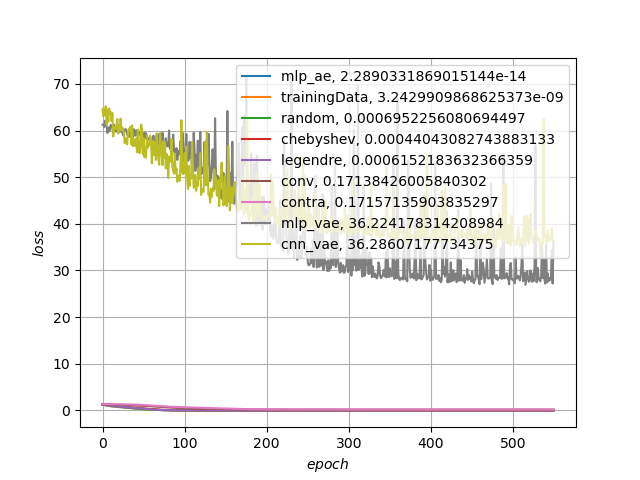 70
60
50
40
30
20
10
0
loss
mlp_ae, 2.2890331869015144e-14
trainingData, 3.2429909868625373e-09
random, 0.0006952256080694497
chebyshev, 0.00044043082743883133
legendre, 0.0006152183632366359
conv, 0.17138426005840302
contra, 0.17157135903835297
mlp_vae, 36.224178314208984
cnn_vae, 36.28607177734375
0 100 200 300 400 500
epoch